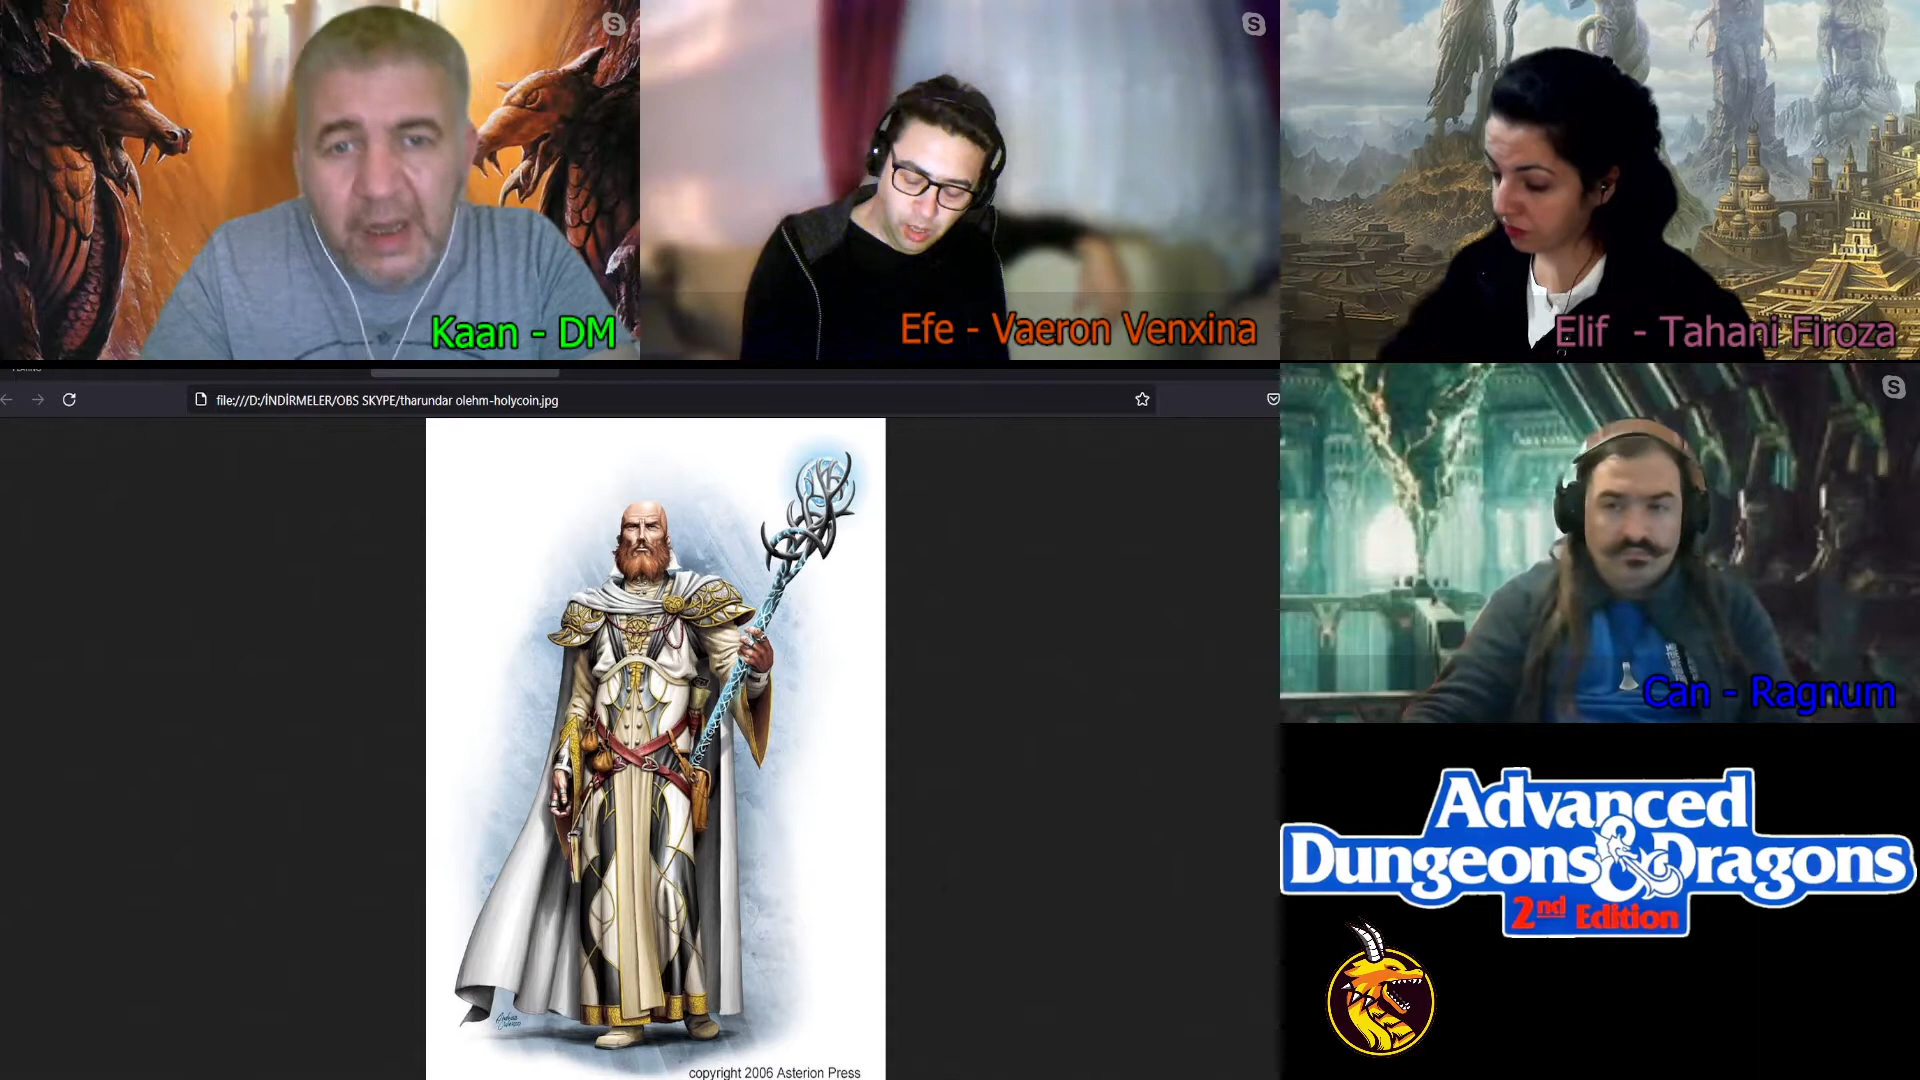 Kaan - DM
Efe - Vaeron Venxina
Elif - Tahani Firoza
file:///D:/İNDİRMELER/OBS SKYPE/tharundar olehm-holycoin.jpg
Can - Ragnum
Advanced
Dungeons & Dragons
2nd Edition
copyright 2006 Asterion Press